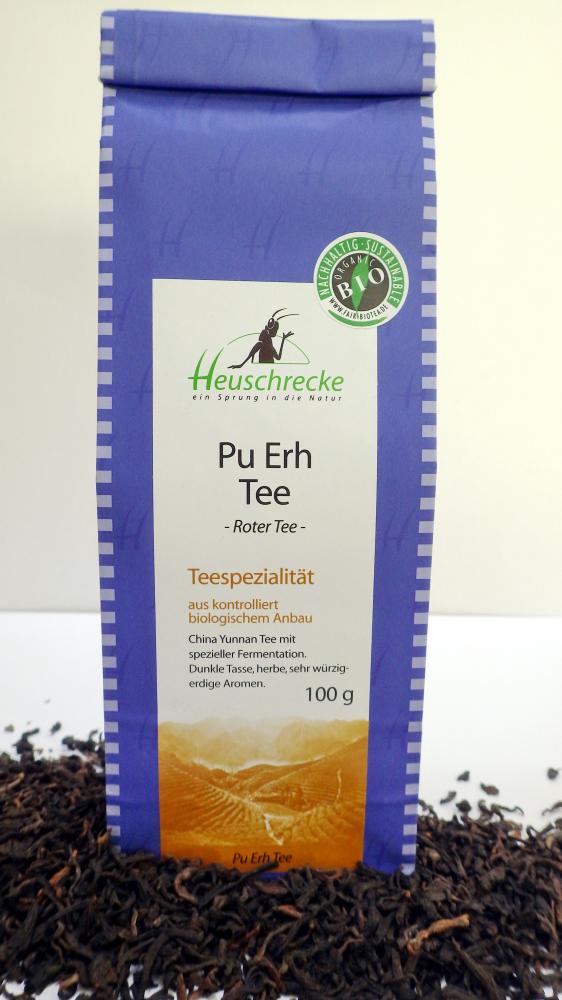 NACHHALTIG · SUSTAINABLE
ORGANIC
BIO
WWW.FAIRBIOTEA.DE
Heuschrecke
ein Sprung in die Natur
Pu Erh
Tee
- Roter Tee -
Teespezialität
aus kontrolliert
biologischem Anbau
China Yunnan Tee mit
spezieller Fermentation.
Dunkle Tasse, herbe, sehr würzig-
erdige Aromen.
100 g
Pu Erh Tee